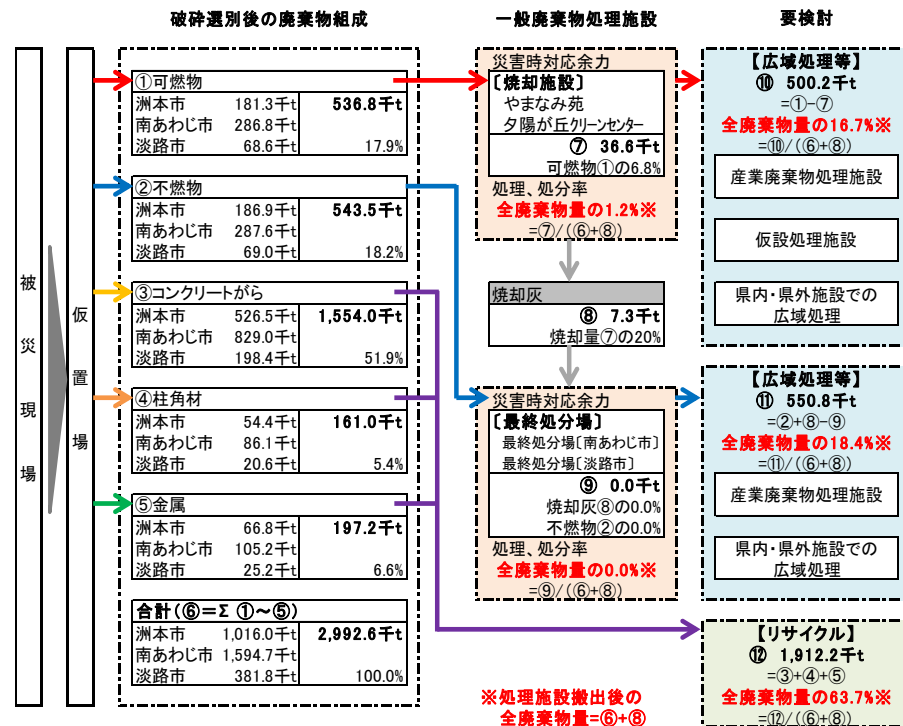 破砕選別後の廃棄物組成
一般廃棄物処理施設
要検討
被災現場
仮置場
①可燃物
洲本市 181.3千t 536.8千t
南あわじ市 286.8千t
淡路市 68.6千t 17.9%
②不燃物
洲本市 186.9千t 543.5千t
南あわじ市 287.6千t
淡路市 69.0千t 18.2%
③コンクリートがら
洲本市 526.5千t 1,554.0千t
南あわじ市 829.0千t
淡路市 198.4千t 51.9%
④柱角材
洲本市 54.4千t 161.0千t
南あわじ市 86.1千t
淡路市 20.6千t 5.4%
⑤金属
洲本市 66.8千t 197.2千t
南あわじ市 105.2千t
淡路市 25.2千t 6.6%
合計(⑥=Σ ①~⑤)
洲本市 1,016.0千t 2,992.6千t
南あわじ市 1,594.7千t
淡路市 381.8千t 100.0%
災害時対応余力
〔焼却施設〕
やまなみ苑
夕陽が丘クリーンセンター
⑦ 36.6千t
可燃物①の6.8%
処理、処分率
全廃棄物量の1.2%※
=⑦/(⑥+⑧)
焼却灰
⑧ 7.3千t
焼却量⑦の20%
災害時対応余力
〔最終処分場〕
最終処分場〔南あわじ市〕
最終処分場〔淡路市〕
⑨ 0.0千t
焼却灰⑧の0.0%
不燃物②の0.0%
処理、処分率
全廃棄物量の0.0%※
=⑨/(⑥+⑧)
※処理施設搬出後の
全廃棄物量=⑥+⑧
【広域処理等】
⑩ 500.2千t
=①-⑦
全廃棄物量の16.7%※
=⑩/(⑥+⑧)
産業廃棄物処理施設
仮設処理施設
県内・県外施設での
広域処理
【広域処理等】
⑪ 550.8千t
=②+⑧-⑨
全廃棄物量の18.4%※
=⑪/(⑥+⑧)
産業廃棄物処理施設
県内・県外施設での
広域処理
【リサイクル】
⑫ 1,912.2千t
=③+④+⑤
全廃棄物量の63.7%※
=⑫/(⑥+⑧)